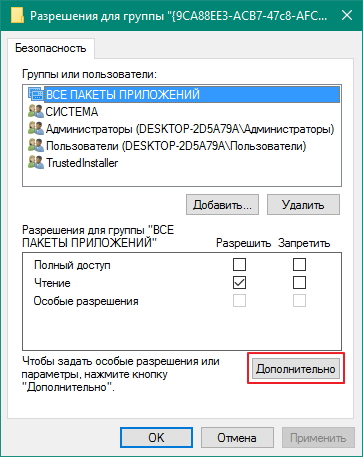 Разрешения для группы "{9CA88EE3-ACB7-47c8-AFC...
Безопасность
Группы или пользователи:
ВСЕ ПАКЕТЫ ПРИЛОЖЕНИЙ
СИСТЕМА
Администраторы (DESKTOP-2D5A79A\Администраторы)
Пользователи (DESKTOP-2D5A79A\Пользователи)
TrustedInstaller
Добавить... Удалить
Разрешения для группы "ВСЕ
ПАКЕТЫ ПРИЛОЖЕНИЙ" Разрешить Запретить
Полный доступ
Чтение
Особые разрешения
Чтобы задать особые разрешения или
параметры, нажмите кнопку
"Дополнительно".
Дополнительно
OK Отмена Применить